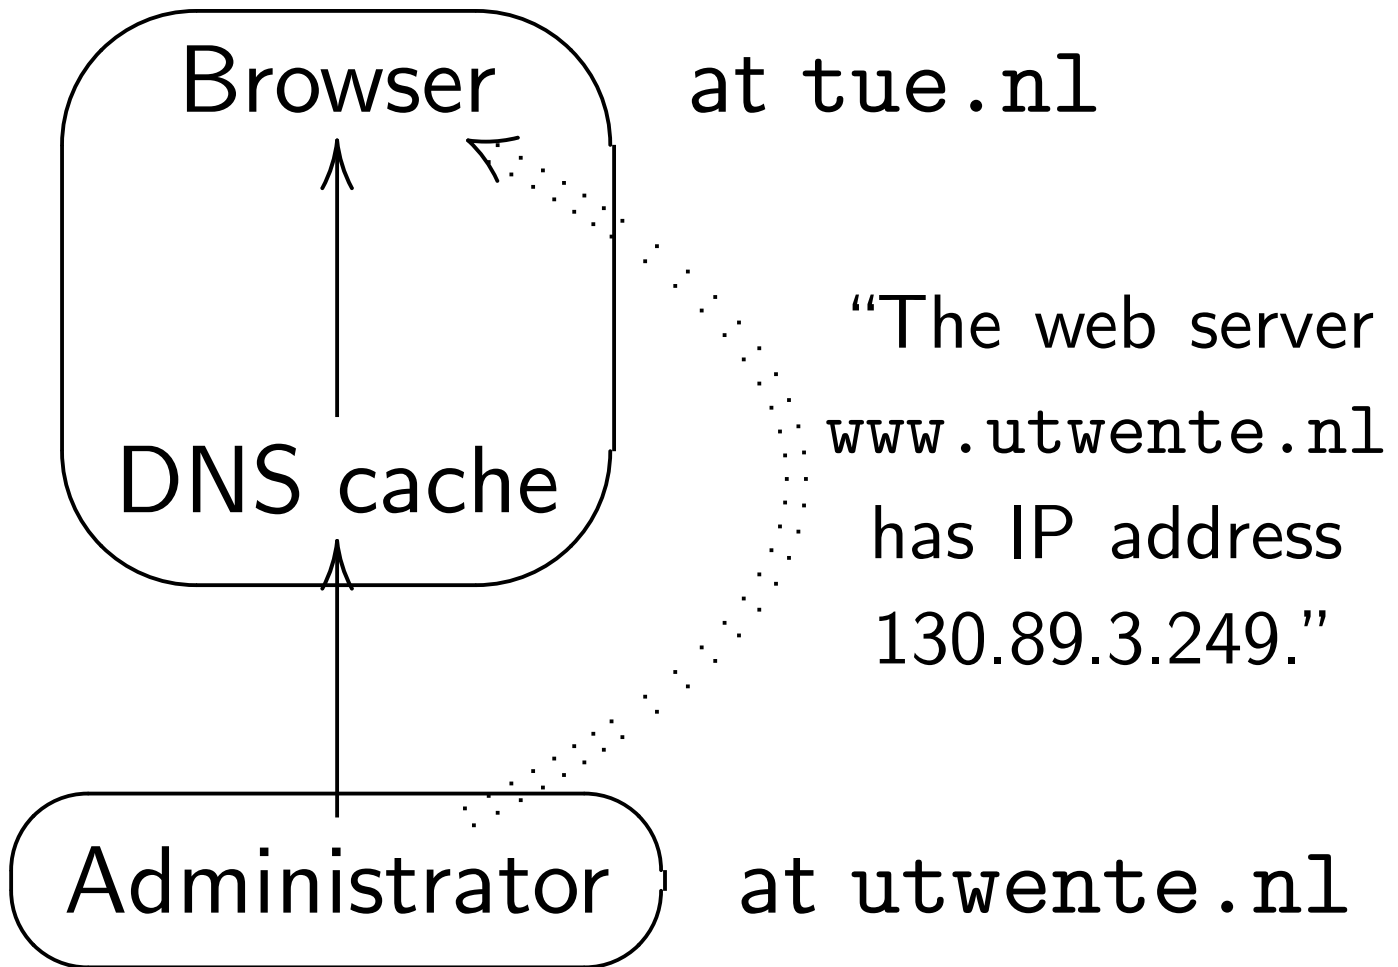 Browser at tue.nl
“The web server
www.utwente.nl
DNS cache
has IP address
130.89.3.249.”
Administrator at utwente.nl